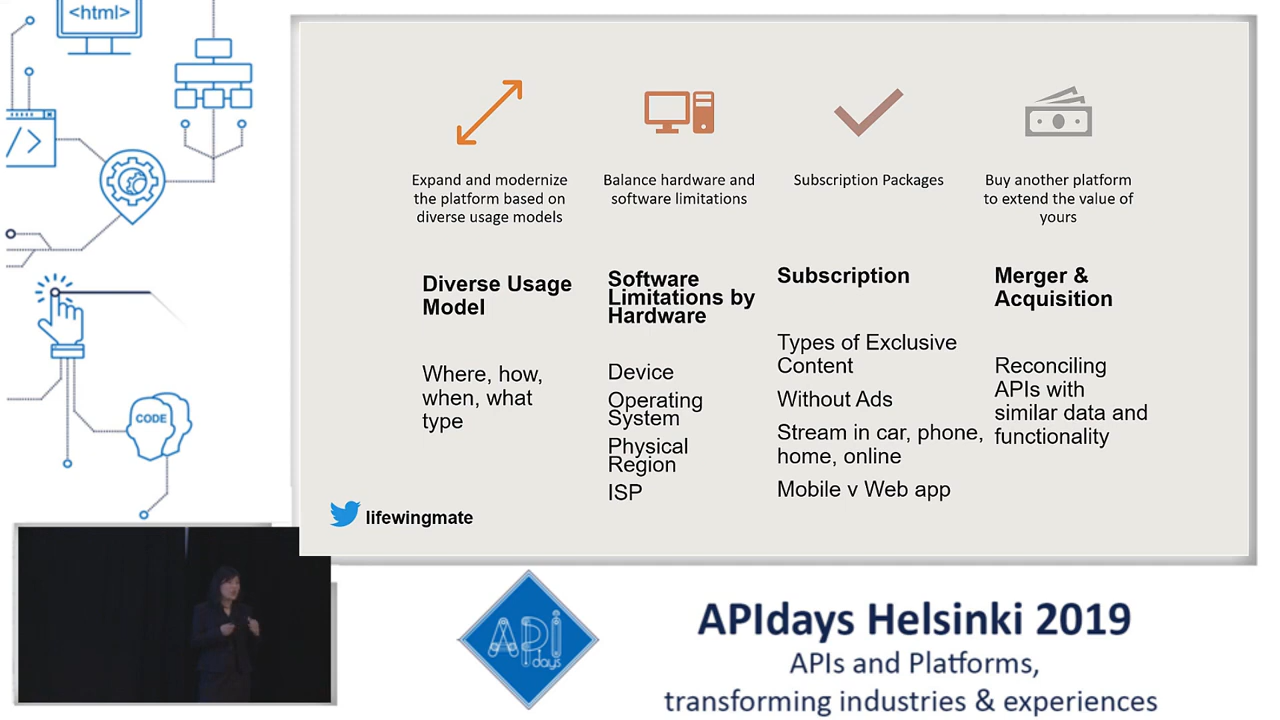 <html>
</>
CODE
Expand and modernize
the platform based on
diverse usage models
Balance hardware and
software limitations
Subscription Packages
Buy another platform
to extend the value of
yours
Diverse Usage
Model
Where, how,
when, what
type
Software
Limitations by
Hardware
Device
Operating
System
Physical
Region
ISP
Subscription
Types of Exclusive
Content
Without Ads
Stream in car, phone,
home, online
Mobile v Web app
Merger &
Acquisition
Reconciling
APIs with
similar data and
functionality
lifewingmate
API
days
APIdays Helsinki 2019
APIs and Platforms,
transforming industries & experiences